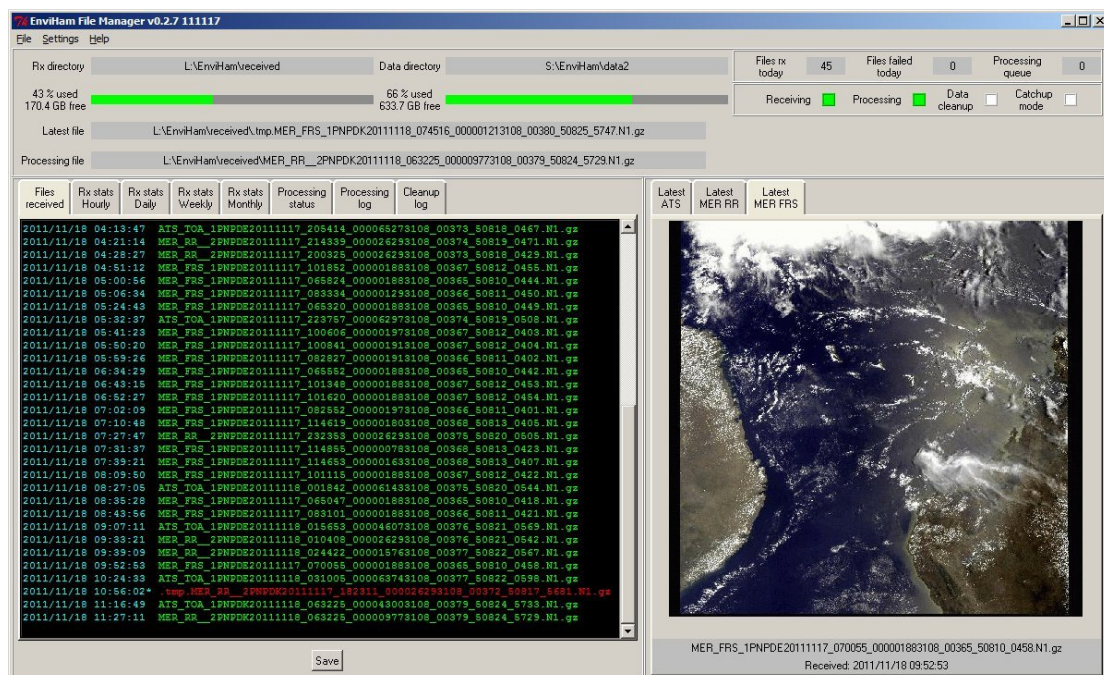 EnviHam File Manager v0.2.7 111117
File Settings Help
Rx directory L:\EnviHam\received Data directory S:\EnviHam\data2
43 % used
170.4 GB free
66 % used
633.7 GB free
Latest file L:\EnviHam\received\.tmp.MER_FRS_1PNPDK20111118_074516_000001213108_00380_50825_5747.N1.gz
Processing file L:\EnviHam\received\MER_RR__2PNPDK20111118_063225_000009773108_00379_50824_5729.N1.gz
Files rx today 45 Files failed today 0 Processing queue 0
Receiving Processing Data cleanup Catchup mode
Files received Rx stats Hourly Rx stats Daily Rx stats Weekly Rx stats Monthly Processing status Processing log Cleanup log
2011/11/18 04:13:47 ATS_TOA_1PNPDE20111117_205414_000065273108_00373_50818_0467.N1.gz
2011/11/18 04:21:14 MER_RR__2PNPDE20111117_214339_000026293108_00374_50819_0471.N1.gz
2011/11/18 04:28:27 MER_RR__2PNPDE20111117_200325_000026293108_00373_50818_0429.N1.gz
2011/11/18 04:51:12 MER_FRS_1PNPDE20111117_101852_000001883108_00367_50812_0455.N1.gz
2011/11/18 05:00:56 MER_FRS_1PNPDE20111117_065824_000001883108_00365_50810_0444.N1.gz
2011/11/18 05:06:34 MER_FRS_1PNPDE20111117_083334_000001293108_00366_50811_0450.N1.gz
2011/11/18 05:24:43 MER_FRS_1PNPDE20111117_065320_000001883108_00365_50810_0449.N1.gz
2011/11/18 05:32:37 ATS_TOA_1PNPDE20111117_223757_000062973108_00374_50819_0508.N1.gz
2011/11/18 05:41:23 MER_FRS_1PNPDE20111117_100606_000001973108_00367_50812_0403.N1.gz
2011/11/18 05:50:20 MER_FRS_1PNPDE20111117_100841_000001913108_00367_50812_0404.N1.gz
2011/11/18 05:59:26 MER_FRS_1PNPDE20111117_082827_000001913108_00366_50811_0402.N1.gz
2011/11/18 06:34:29 MER_FRS_1PNPDE20111117_065552_000001883108_00365_50810_0442.N1.gz
2011/11/18 06:43:15 MER_FRS_1PNPDE20111117_101348_000001883108_00367_50812_0453.N1.gz
2011/11/18 06:52:27 MER_FRS_1PNPDE20111117_101620_000001883108_00367_50812_0454.N1.gz
2011/11/18 07:02:09 MER_FRS_1PNPDE20111117_082552_000001973108_00366_50811_0401.N1.gz
2011/11/18 07:10:48 MER_FRS_1PNPDE20111117_114619_000001803108_00368_50813_0405.N1.gz
2011/11/18 07:27:47 MER_RR__2PNPDE20111117_232353_000026293108_00375_50820_0505.N1.gz
2011/11/18 07:31:37 MER_FRS_1PNPDE20111117_114855_000000783108_00368_50813_0423.N1.gz
2011/11/18 07:39:21 MER_FRS_1PNPDE20111117_114653_000001633108_00368_50813_0407.N1.gz
2011/11/18 08:09:50 MER_FRS_1PNPDE20111117_101115_000001883108_00367_50812_0422.N1.gz
2011/11/18 08:27:05 ATS_TOA_1PNPDE20111118_001842_000061433108_00375_50820_0544.N1.gz
2011/11/18 08:35:28 MER_FRS_1PNPDE20111117_065047_000001883108_00365_50810_0418.N1.gz
2011/11/18 08:43:56 MER_FRS_1PNPDE20111117_083101_000001883108_00366_50811_0421.N1.gz
2011/11/18 09:07:11 ATS_TOA_1PNPDE20111118_015653_000046073108_00376_50821_0569.N1.gz
2011/11/18 09:33:21 MER_RR__2PNPDE20111118_010408_000026293108_00376_50821_0542.N1.gz
2011/11/18 09:39:09 MER_RR__2PNPDE20111118_024422_000015763108_00377_50822_0567.N1.gz
2011/11/18 09:52:53 MER_FRS_1PNPDE20111117_070055_000001883108_00365_50810_0458.N1.gz
2011/11/18 10:24:33 ATS_TOA_1PNPDE20111118_031005_000063743108_00377_50822_0598.N1.gz
2011/11/18 10:56:02* .tmp.MER_RR__2PNPDK20111117_182311_000026293108_00372_50817_5681.N1.gz
2011/11/18 11:16:49 ATS_TOA_1PNPDK20111118_063225_000043003108_00379_50824_5733.N1.gz
2011/11/18 11:27:11 MER_RR__2PNPDK20111118_063225_000009773108_00379_50824_5729.N1.gz
Save
Latest ATS Latest MER RR Latest MER FRS
MER_FRS_1PNPDE20111117_070055_000001883108_00365_50810_0458.N1.gz
Received: 2011/11/18 09:52:53